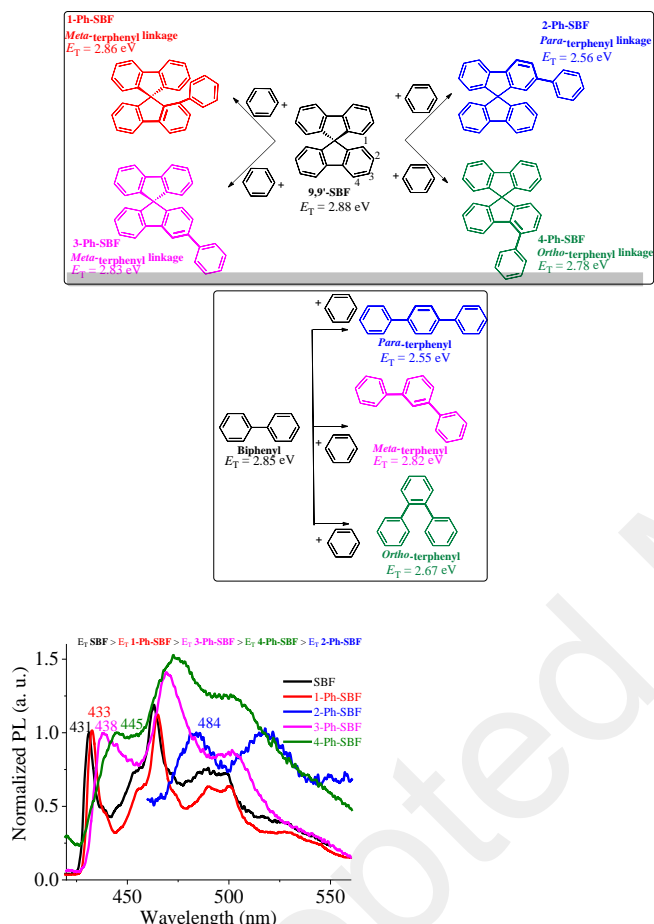 1-Ph-SBF
Meta-terphenyl linkage
ET = 2.86 eV
2-Ph-SBF
Para-terphenyl linkage
ET = 2.56 eV
+
+
1
2
3
4
9,9'-SBF
ET = 2.88 eV
+
+
3-Ph-SBF
Meta-terphenyl linkage
ET = 2.83 eV
4-Ph-SBF
Ortho-terphenyl linkage
ET = 2.78 eV
+
Para-terphenyl
ET = 2.55 eV
Biphenyl
ET = 2.85 eV
+
Meta-terphenyl
ET = 2.82 eV
+
Ortho-terphenyl
ET = 2.67 eV
ET SBF > ET 1-Ph-SBF > ET 3-Ph-SBF > ET 4-Ph-SBF > ET 2-Ph-SBF
Normalized PL (a. u.)
1.5
1.0
0.5
0.0
433
431
438
445
484
SBF
1-Ph-SBF
2-Ph-SBF
3-Ph-SBF
4-Ph-SBF
450
500
550
Wavelength (nm)